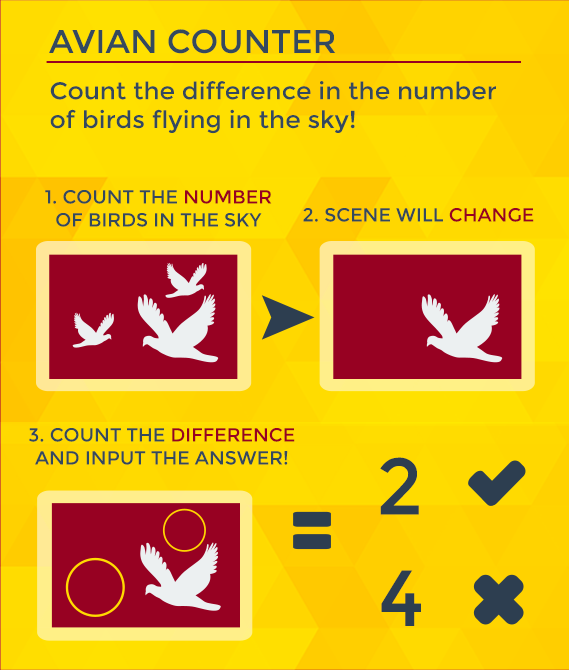 AVIAN COUNTER
Count the difference in the number
of birds flying in the sky!
1. COUNT THE NUMBER
OF BIRDS IN THE SKY
2. SCENE WILL CHANGE
3. COUNT THE DIFFERENCE
AND INPUT THE ANSWER!
= 2
4